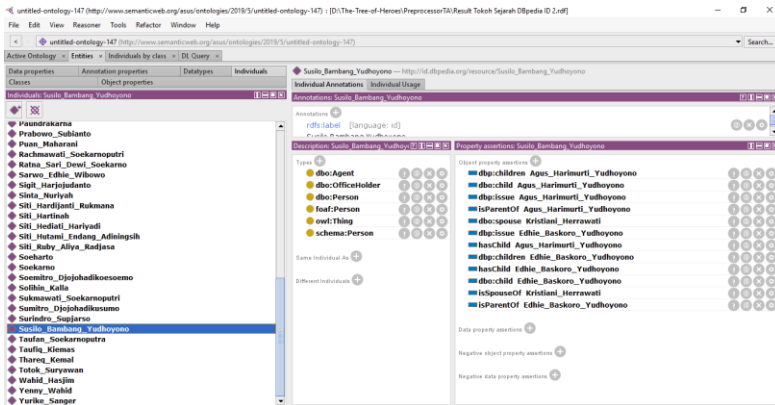 untitled-ontology-147 (http://www.semanticweb.org/asus/ontologies/2019/5/untitled-ontology-147) : [D:\The-Tree-of-Heroes\PreprocessorTA\Result Tokoh Sejarah DBpedia ID 2.rdf]
File Edit View Reasoner Tools Refactor Window Help
untitled-ontology-147 (http://www.semanticweb.org/asus/ontologies/2019/5/untitled-ontology-147)
Search...
Active Ontology × Entities × Individuals by class × DL Query ×
Data properties Annotation properties Datatypes Individuals
Classes Object properties
Individuals: Susilo_Bambang_Yudhoyono
Paundrakarna
Prabowo_Subianto
Puan_Maharani
Rachmawati_Soekarnoputri
Ratna_Sari_Dewi_Soekarno
Sarwo_Edhie_Wibowo
Sigit_Harjojudanto
Sinta_Nuriyah
Siti_Hardijanti_Rukmana
Siti_Hartinah
Siti_Hediati_Hariyadi
Siti_Hutami_Endang_Adiningsih
Siti_Ruby_Aliya_Radjasa
Soeharto
Soekarno
Soemitro_Djojohadikoesoemo
Solihin_Kalla
Sukmawati_Soekarnoputri
Sumitro_Djojohadikusumo
Surindro_Supjarso
Susilo_Bambang_Yudhoyono
Taufan_Soekarnoputra
Taufiq_Kiemas
Thareq_Kemal
Totok_Suryawan
Wahid_Hasjim
Yenny_Wahid
Yurike_Sanger
Susilo_Bambang_Yudhoyono — http://id.dbpedia.org/resource/Susilo_Bambang_Yudhoyono
Individual Annotations Individual Usage
Annotations: Susilo_Bambang_Yudhoyono
Annotations
rdfs:label [language: id]
Susilo Bambang Yudhoyono
Description: Susilo_Bambang_Yudhoy
Types
dbo:Agent
dbo:OfficeHolder
dbo:Person
foaf:Person
owl:Thing
schema:Person
Same Individual As
Different Individuals
Property assertions: Susilo_Bambang_Yudhoyono
Object property assertions
dbp:children Agus_Harimurti_Yudhoyono
dbo:child Agus_Harimurti_Yudhoyono
dbp:issue Agus_Harimurti_Yudhoyono
isParentOf Agus_Harimurti_Yudhoyono
dbo:spouse Kristiani_Herrawati
dbp:issue Edhie_Baskoro_Yudhoyono
hasChild Agus_Harimurti_Yudhoyono
dbp:children Edhie_Baskoro_Yudhoyono
hasChild Edhie_Baskoro_Yudhoyono
dbo:child Edhie_Baskoro_Yudhoyono
isSpouseOf Kristiani_Herrawati
isParentOf Edhie_Baskoro_Yudhoyono
Data property assertions
Negative object property assertions
Negative data property assertions